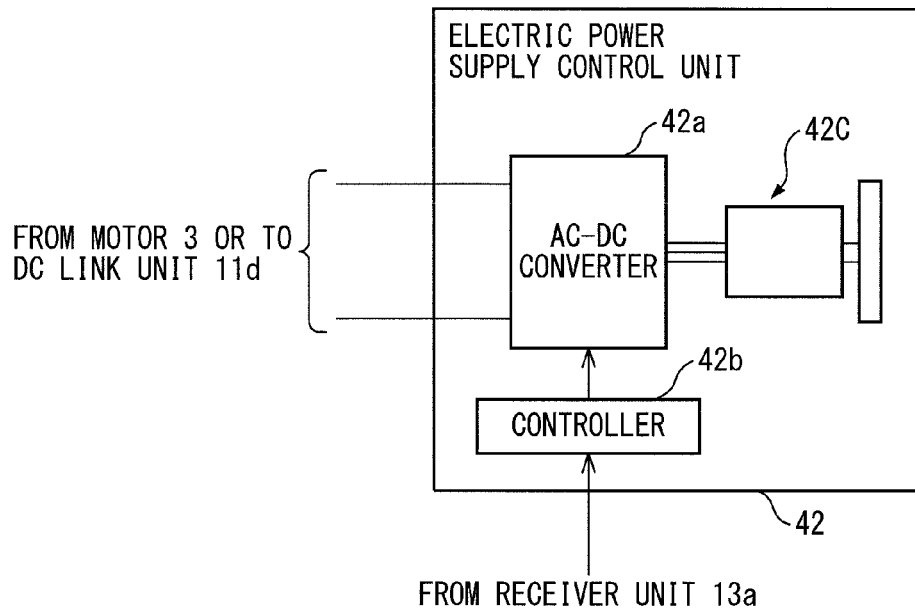 ELECTRIC POWER
SUPPLY CONTROL UNIT
42a
42C
FROM MOTOR 3 OR TO
DC LINK UNIT 11d
AC-DC
CONVERTER
42b
CONTROLLER
42
FROM RECEIVER UNIT 13a